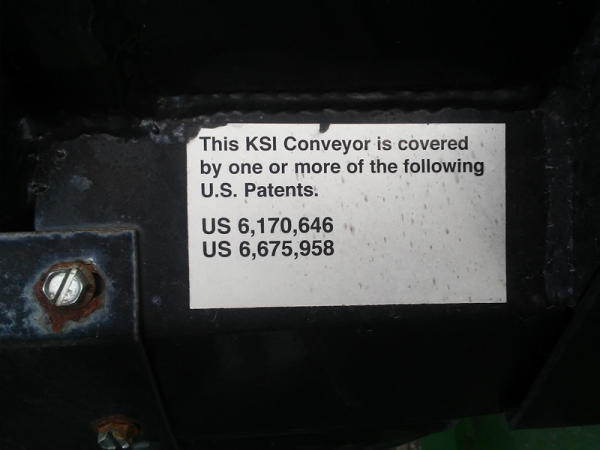 This KSI Conveyor is covered
by one or more of the following
U.S. Patents.
US 6,170,646
US 6,675,958